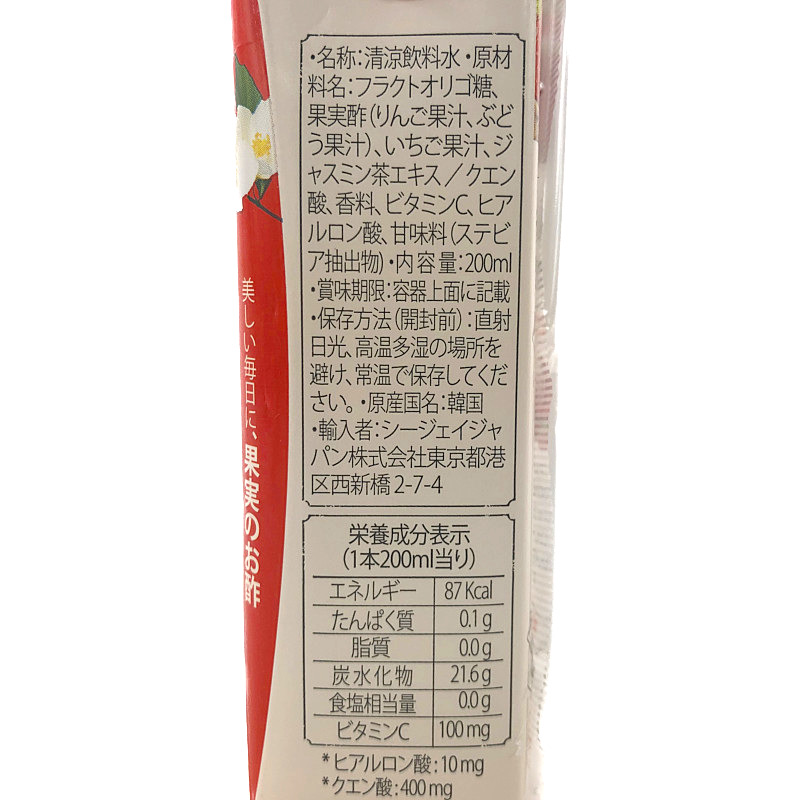 ・名称:清涼飲料水・原材
料名:フラクトオリゴ糖、
果実酢(りんご果汁、ぶど
う果汁)、いちご果汁、ジ
ャスミン茶エキス/クエン
酸、香料、ビタミンC、ヒア
ルロン酸、甘味料(ステビ
ア抽出物)・内容量:200ml
・賞味期限:容器上面に記載
・保存方法(開封前):直射
日光、高温多湿の場所を
避け、常温で保存してくだ
さい。・原産国名:韓国
・輸入者:シージェイジャ
パン株式会社東京都港
区西新橋2-7-4
栄養成分表示
(1本200ml当り)
エネルギー 87Kcal
たんぱく質 0.1g
脂質 0.0g
炭水化物 21.6g
食塩相当量 0.0g
ビタミンC 100mg
*ヒアルロン酸:10mg
*クエン酸:400mg
美しい毎日に、果実のお酢